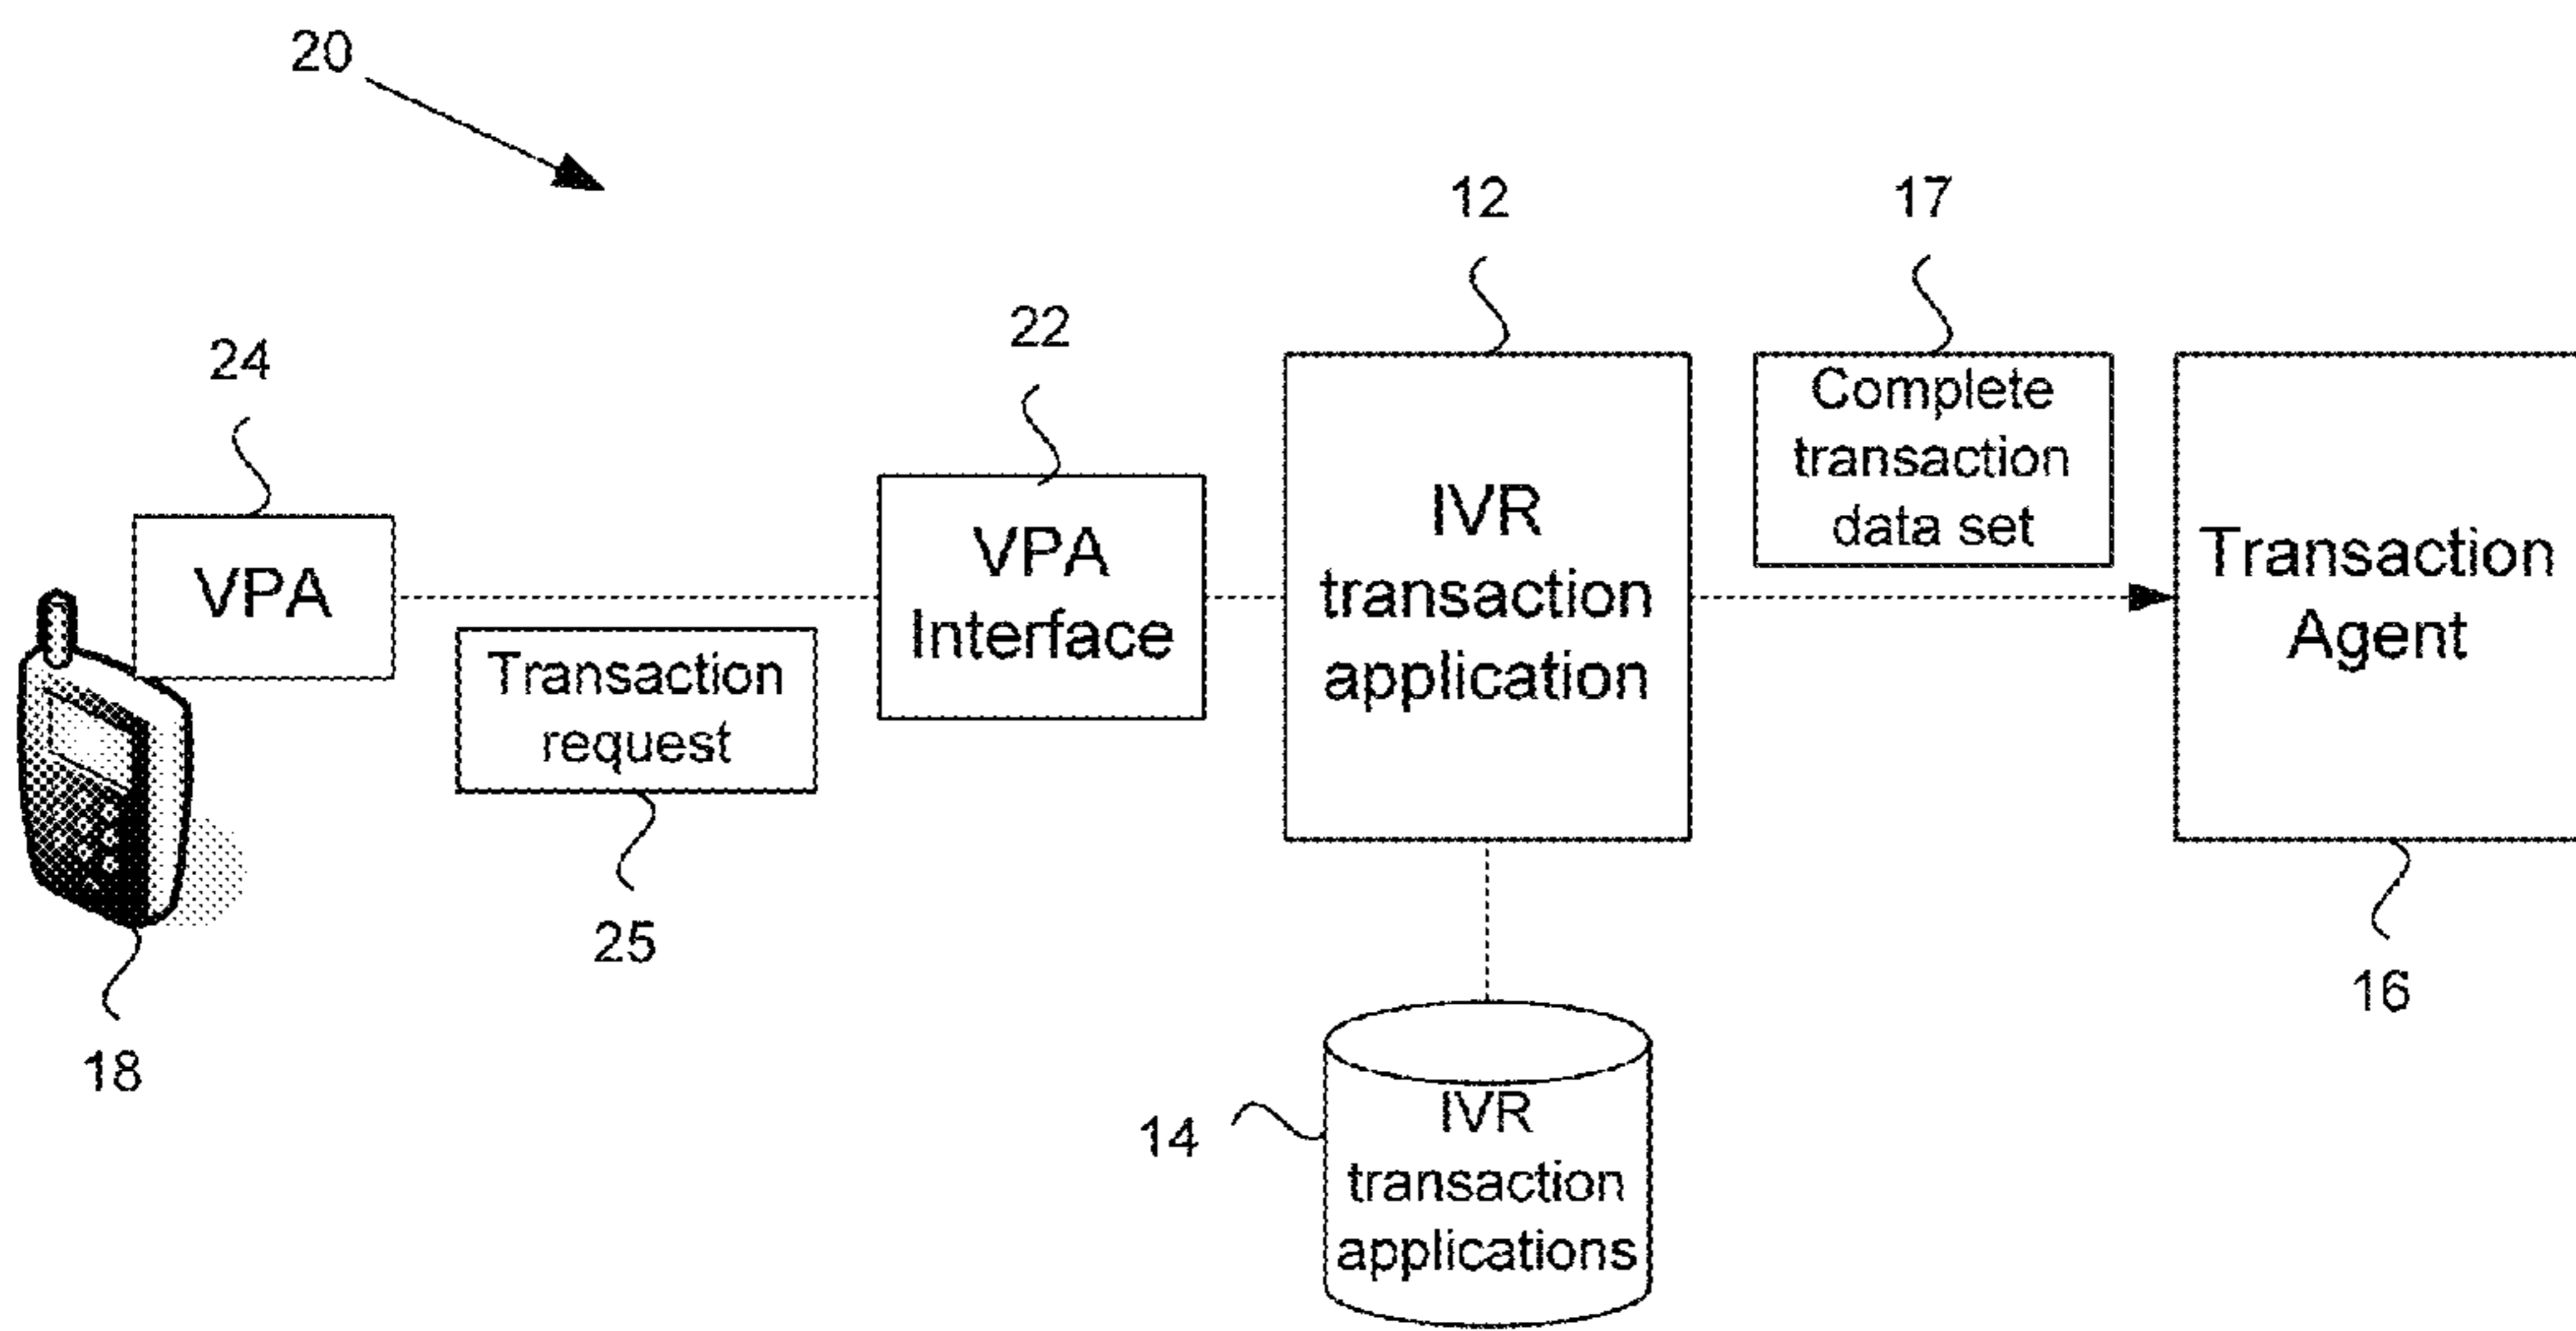 20
12
17
22
24
Complete
transaction
data set
IVR
transaction
application
VPA
Interface
VPA
Transaction
Agent
Transaction
request
25
16
18
14
IVR
transaction
applications